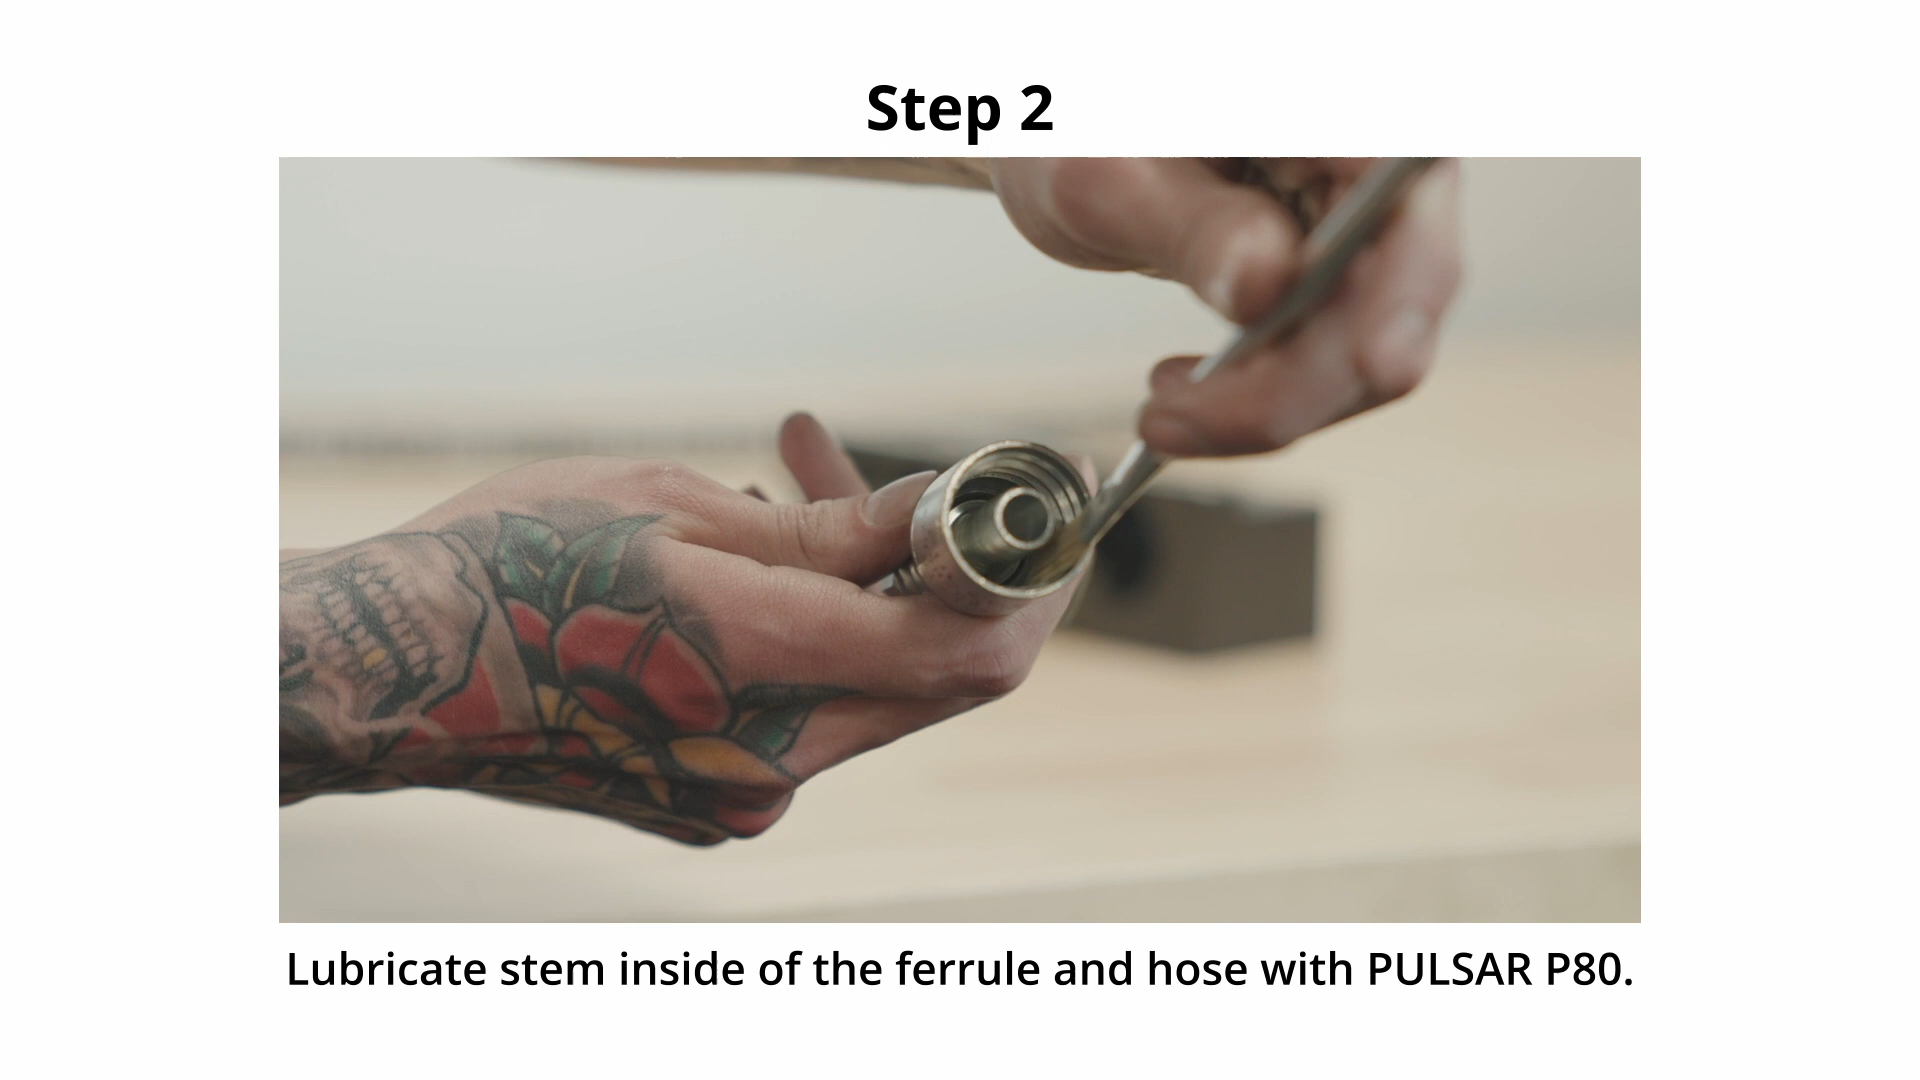 Step 2
Lubricate stem inside of the ferrule and hose with PULSAR P80.